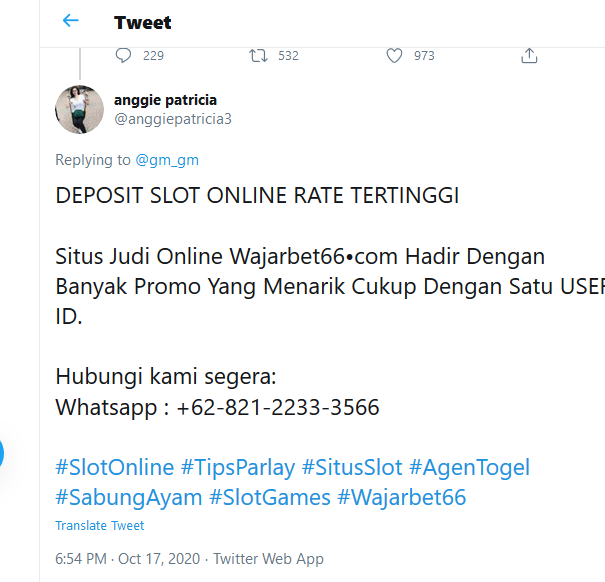 Tweet
229 532 973
anggie patricia
@anggiepatricia3
Replying to @gm_gm
DEPOSIT SLOT ONLINE RATE TERTINGGI
Situs Judi Online Wajarbet66•com Hadir Dengan
Banyak Promo Yang Menarik Cukup Dengan Satu USER
ID.
Hubungi kami segera:
Whatsapp : +62-821-2233-3566
#SlotOnline #TipsParlay #SitusSlot #AgenTogel
#SabungAyam #SlotGames #Wajarbet66
Translate Tweet
6:54 PM · Oct 17, 2020 · Twitter Web App